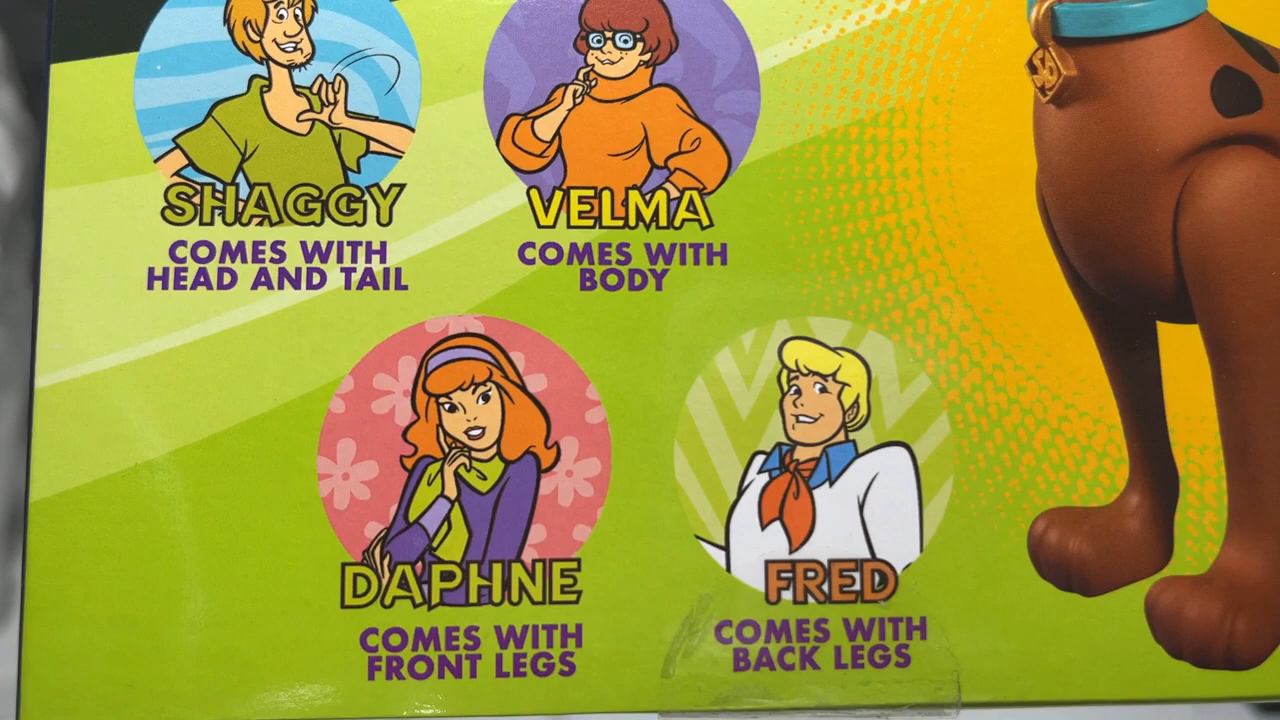 SHAGGY
COMES WITH
HEAD AND TAIL
VELMA
COMES WITH
BODY
DAPHNE
COMES WITH
FRONT LEGS
FRED
COMES WITH
BACK LEGS